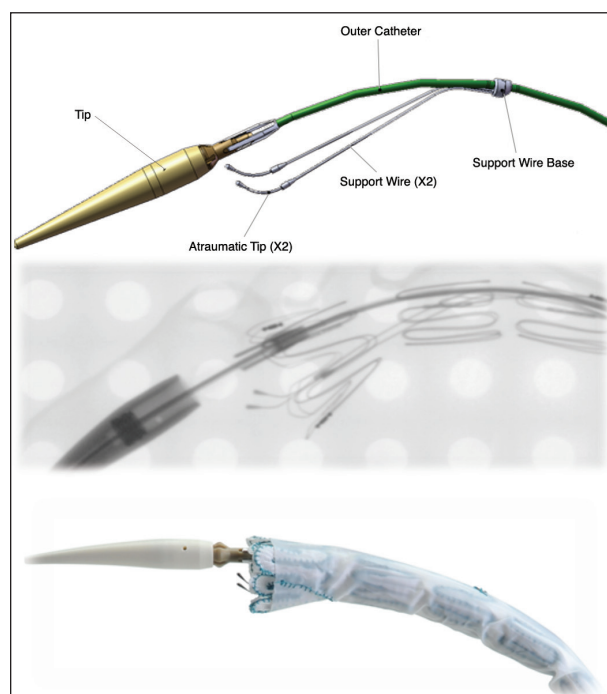 Outer Catheter
Tip
Support Wire Base
Support Wire (X2)
Atraumatic Tip (X2)